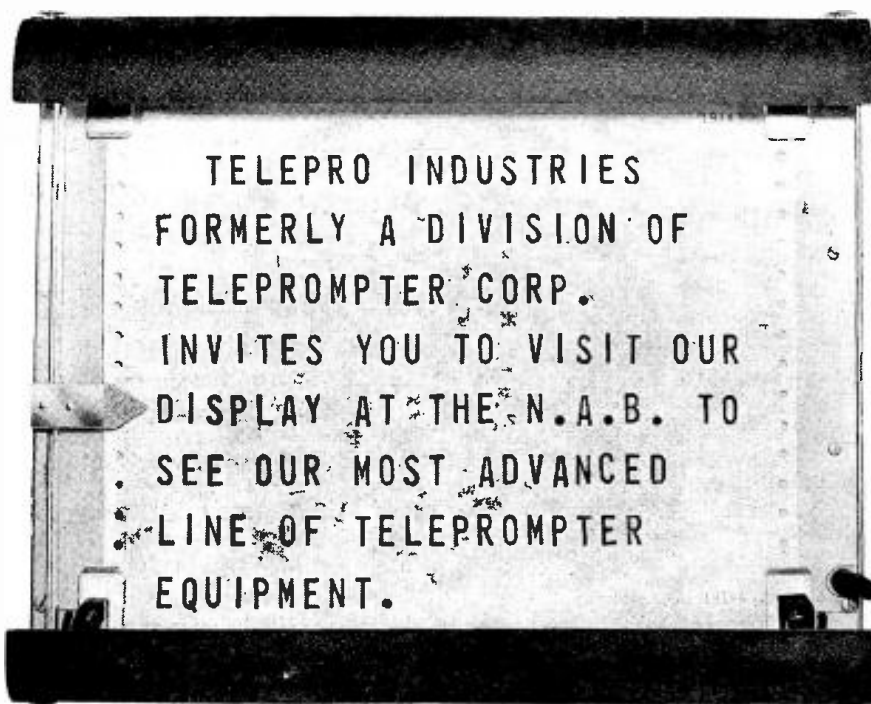 TELEPRO INDUSTRIES
FORMERLY A DIVISION OF
TELEPROMPTER CORP.
INVITES YOU TO VISIT OUR
DISPLAY AT THE N.A.B. TO
SEE OUR MOST ADVANCED
LINE OF TELEPROMPTER
EQUIPMENT.